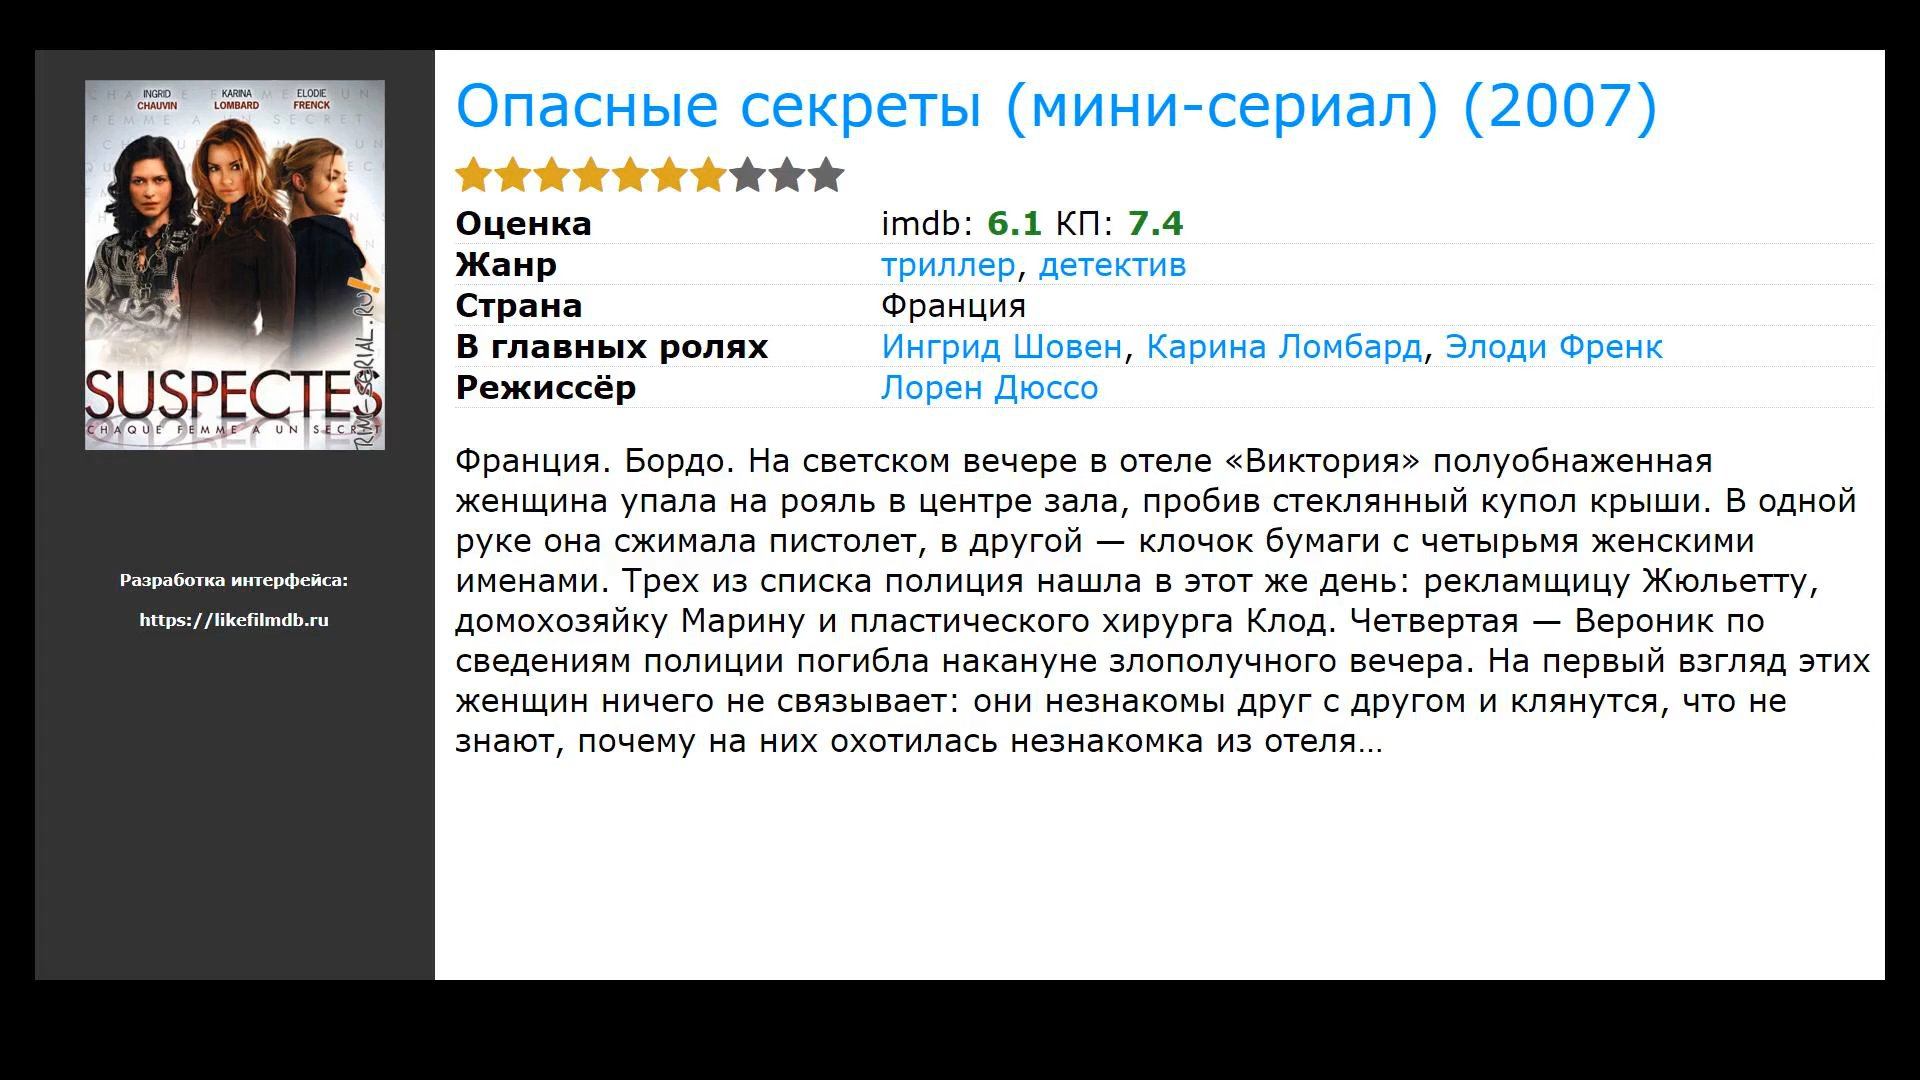 INGRID CHAUVIN
KARINA LOMBARD
ELODIE FRENCK
SUSPECTES
CHAQUE FEMME A UN SECRET
Разработка интерфейса:
https://likefilmdb.ru
Опасные секреты (мини-сериал) (2007)
Оценка imdb: 6.1 КП: 7.4
Жанр триллер, детектив
Страна Франция
В главных ролях Ингрид Шовен, Карина Ломбард, Элоди Френк
Режиссёр Лорен Дюссо
Франция. Бордо. На светском вечере в отеле «Виктория» полуобнаженная
женщина упала на рояль в центре зала, пробив стеклянный купол крыши. В одной
руке она сжимала пистолет, в другой — клочок бумаги с четырьмя женскими
именами. Трех из списка полиция нашла в этот же день: рекламщицу Жюльетту,
домохозяйку Марину и пластического хирурга Клод. Четвертая — Вероник по
сведениям полиции погибла накануне злополучного вечера. На первый взгляд этих
женщин ничего не связывает: они незнакомы друг с другом и клянутся, что не
знают, почему на них охотилась незнакомка из отеля…